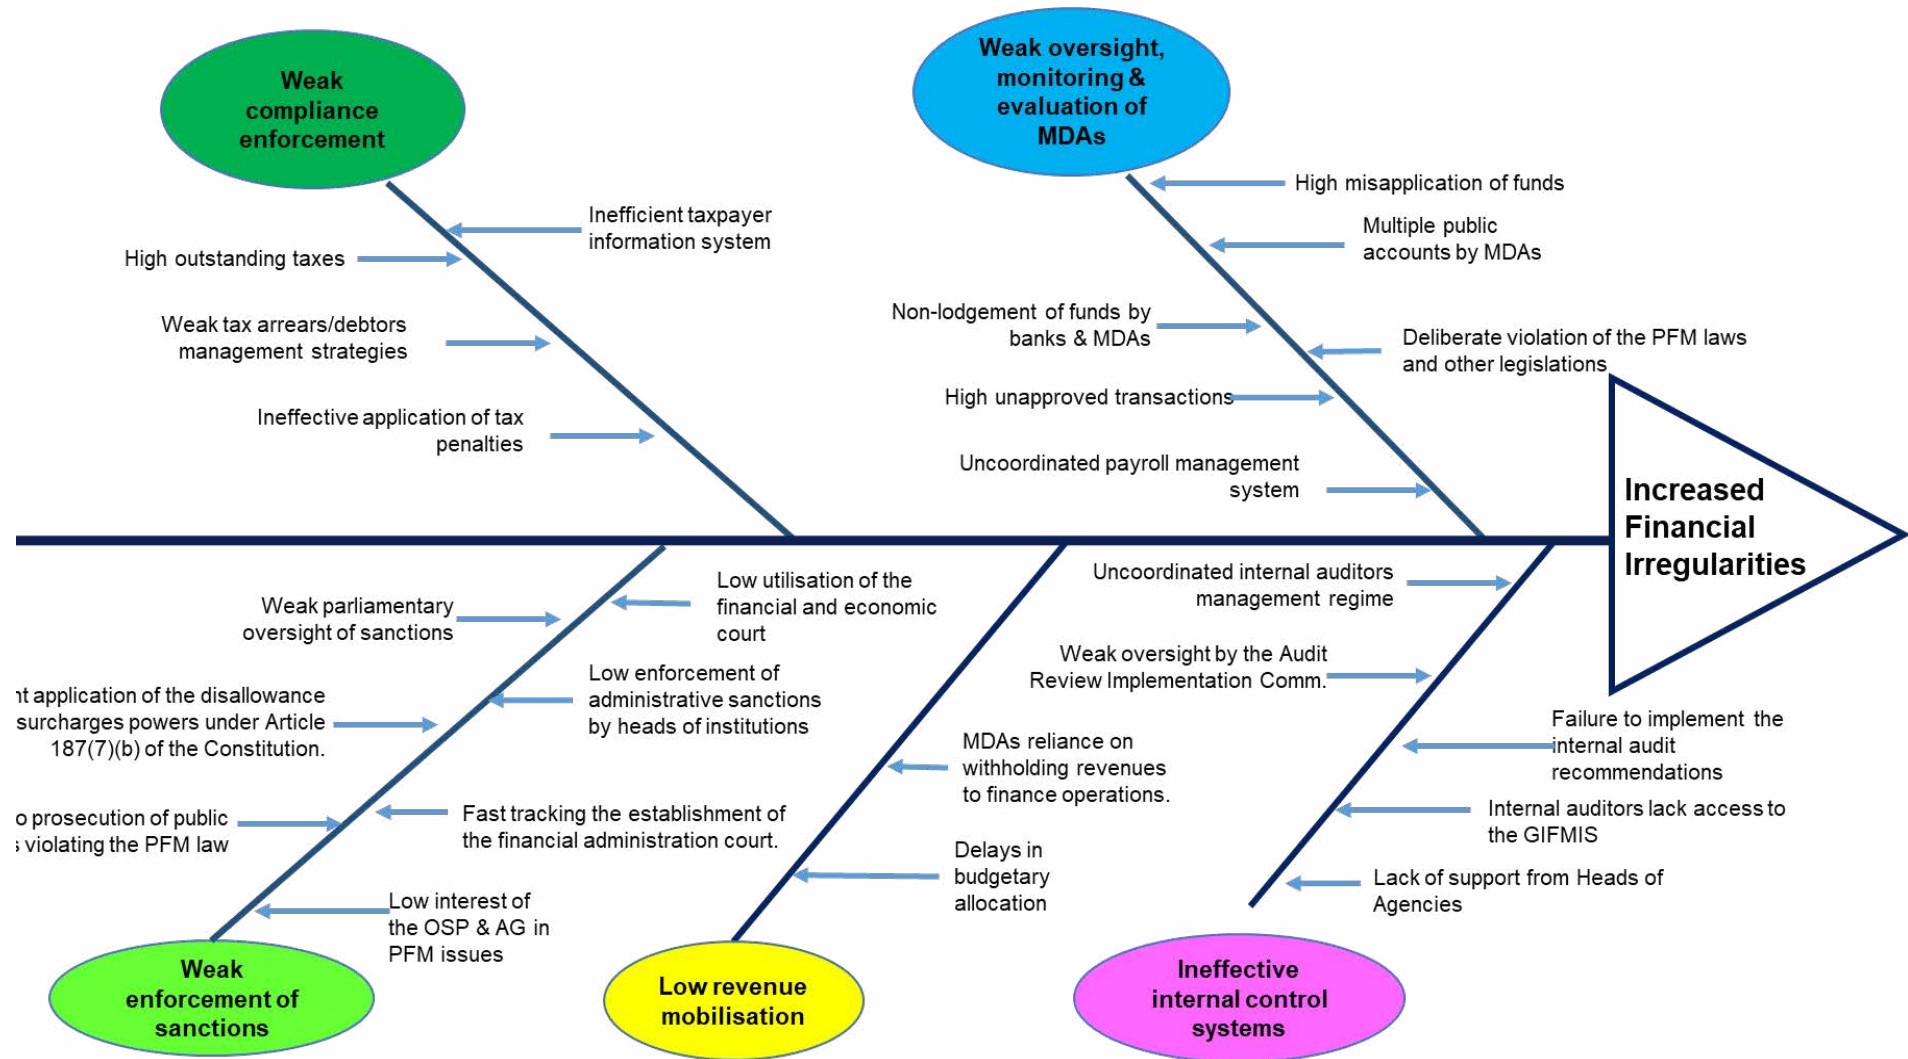 Weak
compliance
enforcement
Weak oversight,
monitoring &
evaluation of
MDAs
Inefficient taxpayer
information system
High outstanding taxes
Weak tax arrears/debtors
management strategies
Ineffective application of tax
penalties
High misapplication of funds
Multiple public
accounts by MDAs
Non-lodgement of funds by
banks & MDAs
Deliberate violation of the PFM laws
and other legislations
High unapproved transactions
Uncoordinated payroll management
system
Increased
Financial
Irregularities
Weak parliamentary
oversight of sanctions
Low utilisation of the
financial and economic
court
Low enforcement of
administrative sanctions
by heads of institutions
application of the disallowance
surcharges powers under Article
187(7)(b) of the Constitution.
prosecution of public
violating the PFM law
Fast tracking the establishment of
the financial administration court.
Low interest of
the OSP & AG in
PFM issues
Weak
enforcement of
sanctions
MDAs reliance on
withholding revenues
to finance operations.
Delays in
budgetary
allocation
Low revenue
mobilisation
Uncoordinated internal auditors
management regime
Weak oversight by the Audit
Review Implementation Comm.
Failure to implement the
internal audit
recommendations
Internal auditors lack access to
the GIFMIS
Lack of support from Heads of
Agencies
Ineffective
internal control
systems